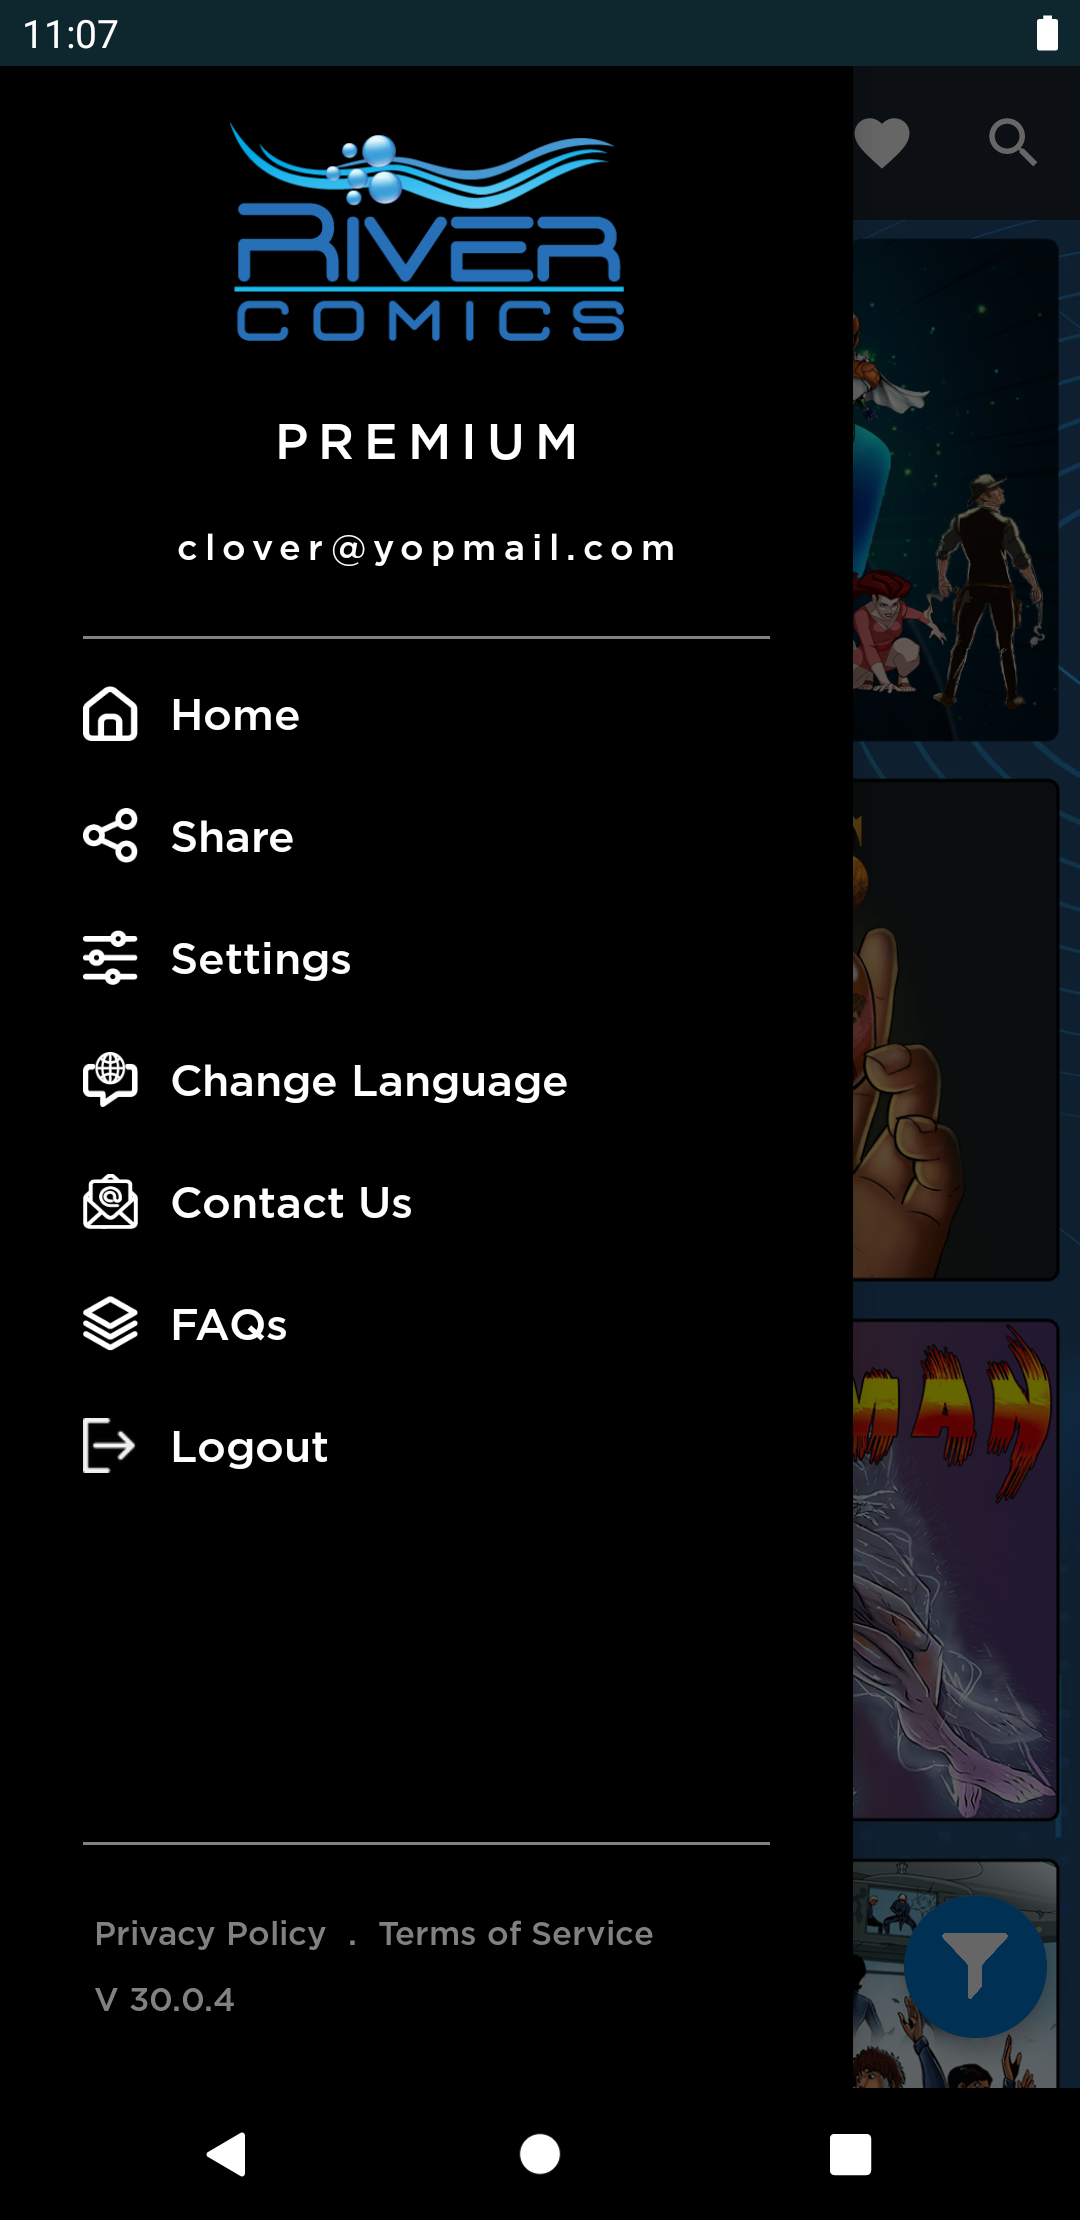 11:07
RIVER
COMICS
PREMIUM
clover@yopmail.com
Home
Share
Settings
Change Language
Contact Us
FAQs
Logout
MAN
Privacy Policy . Terms of Service
V 30.0.4